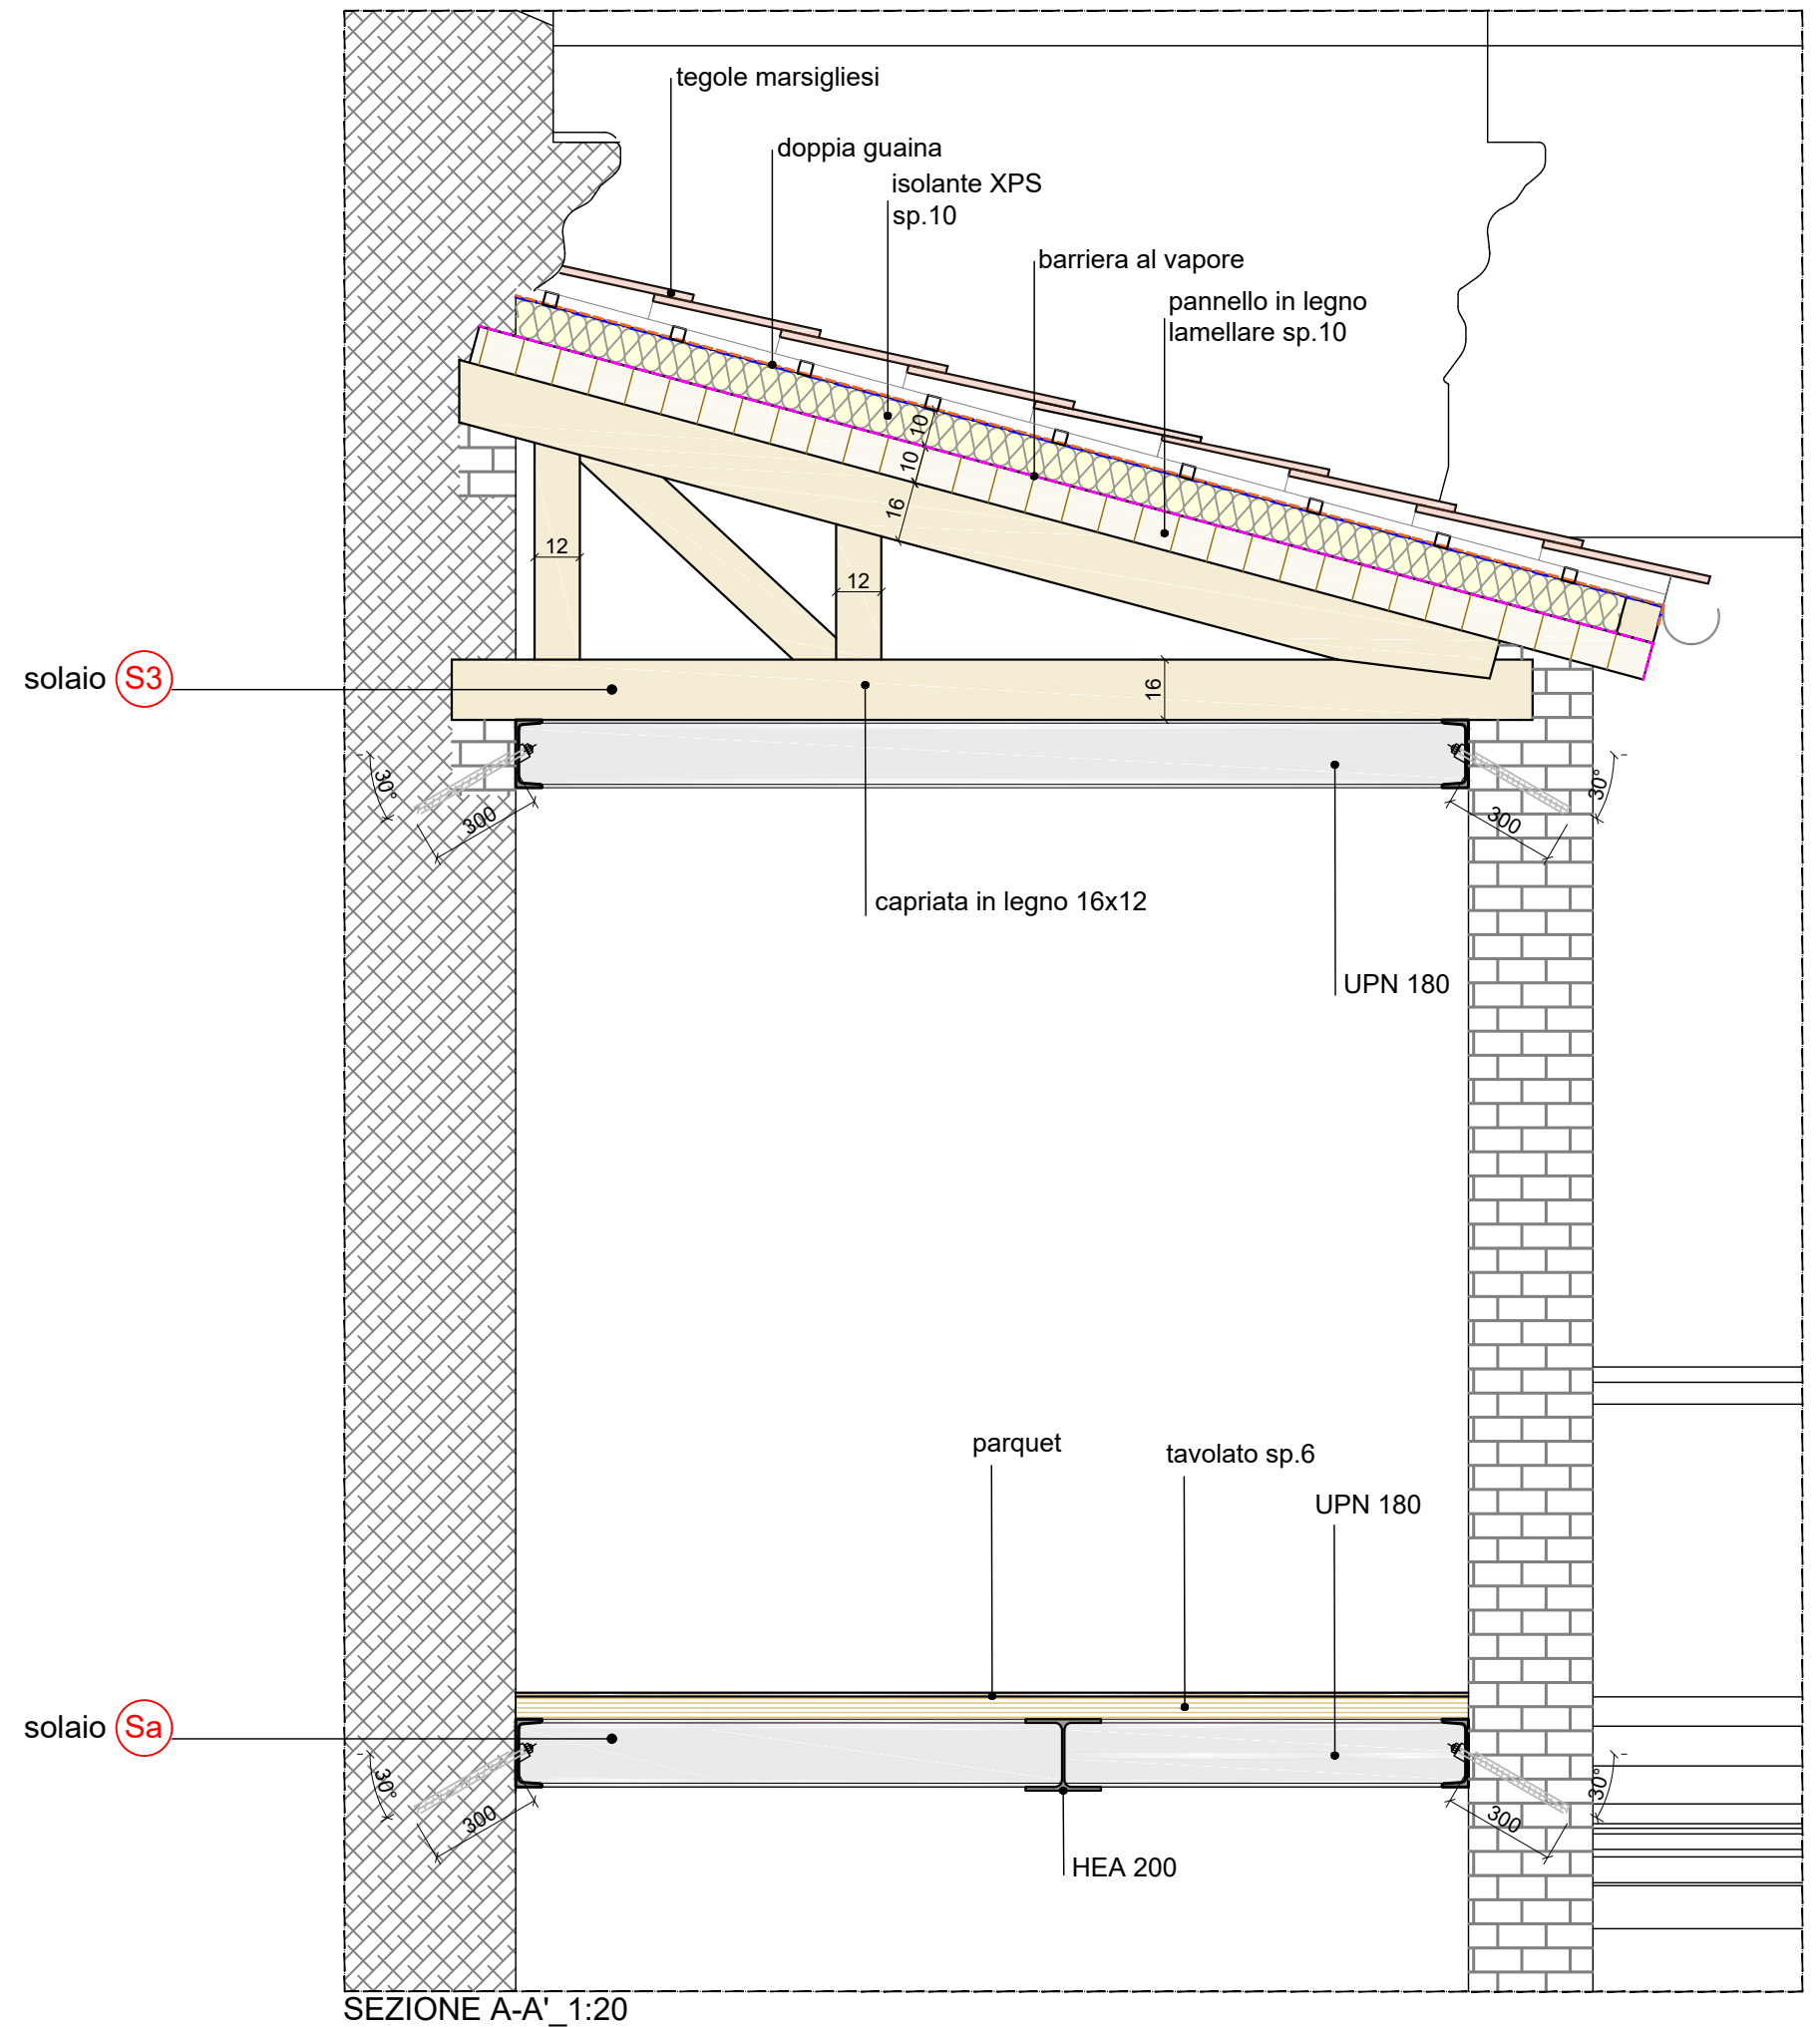 tegole marsigliesi
doppia guaina
isolante XPS
sp.10
barriera al vapore
pannello in legno
lamellare sp.10
10
10
16
12
12
solaio S3
16
30°
300
30°
300
capriata in legno 16x12
UPN 180
parquet
tavolato sp.6
UPN 180
solaio Sa
30°
300
30°
300
HEA 200
SEZIONE A-A'_1:20